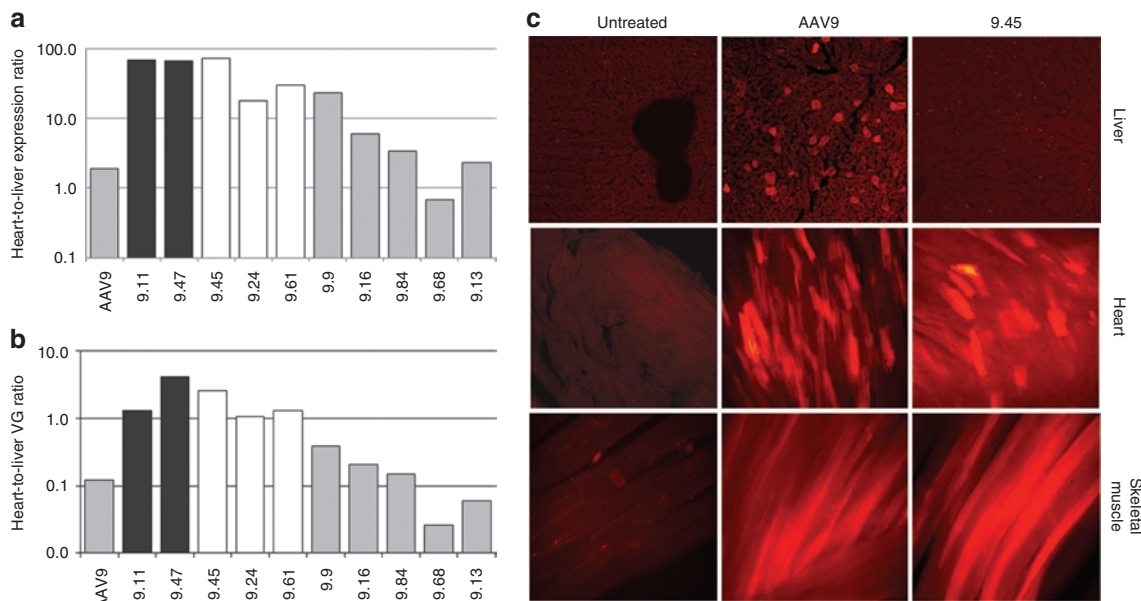 a
Heart-to-liver expression ratio
100.0
10.0
1.0
0.1
AAV9
9.11
9.47
9.45
9.24
9.61
9.9
9.16
9.84
9.68
9.13
b
Heart-to-liver VG ratio
10.0
1.0
0.1
0.0
AAV9
9.11
9.47
9.45
9.24
9.61
9.9
9.16
9.84
9.68
9.13
c
Untreated
AAV9
9.45
Liver
Heart
Skeletal
muscle